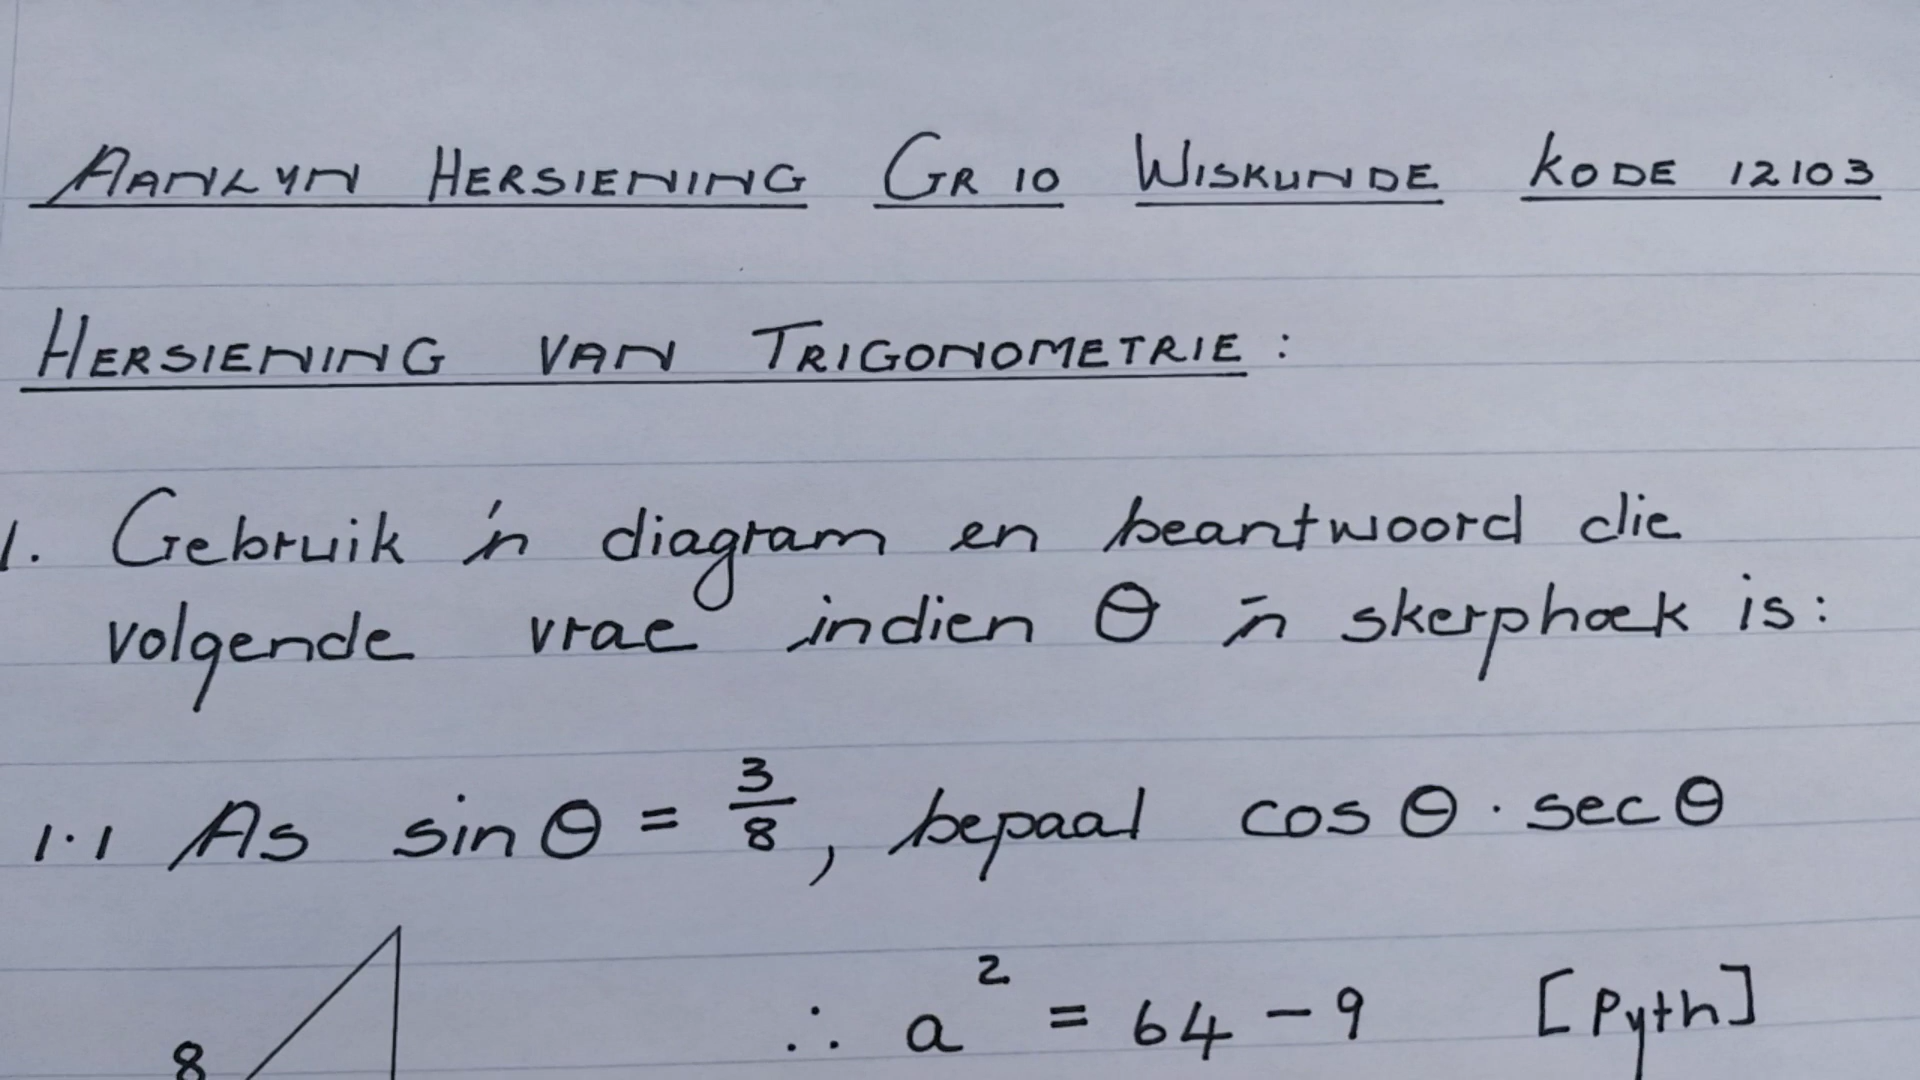 AANLYN HERSIENING GR 10 WISKUNDE KODE 12103
HERSIENING VAN TRIGONOMETRIE:
1. Gebruik 'n diagram en beantwoord die
volgende vrae indien θ 'n skerphoek is:
1.1 As sin θ = 3/8, bepaal cos θ · sec θ
∴ a² = 64 - 9 [Pyth]
8